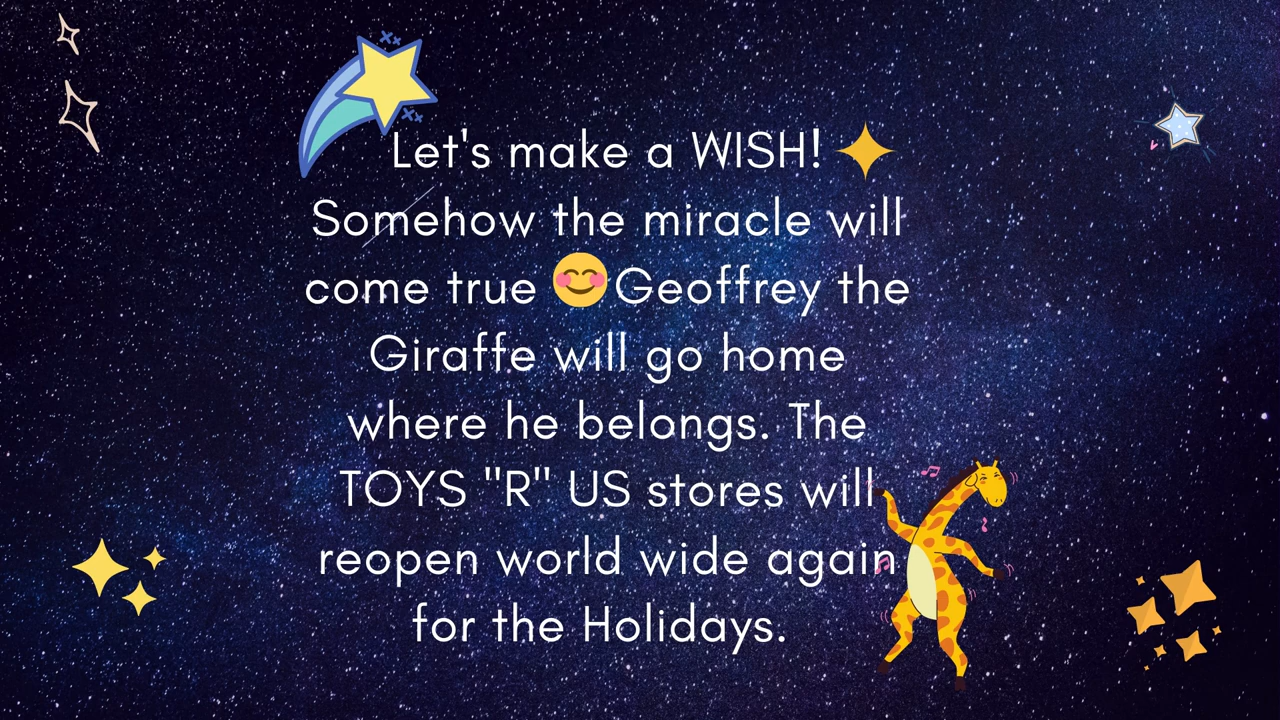 Let's make a WISH! ✨
Somehow the miracle will
come true 😊Geoffrey the
Giraffe will go home
where he belongs. The
TOYS "R" US stores will
reopen world wide again
for the Holidays.